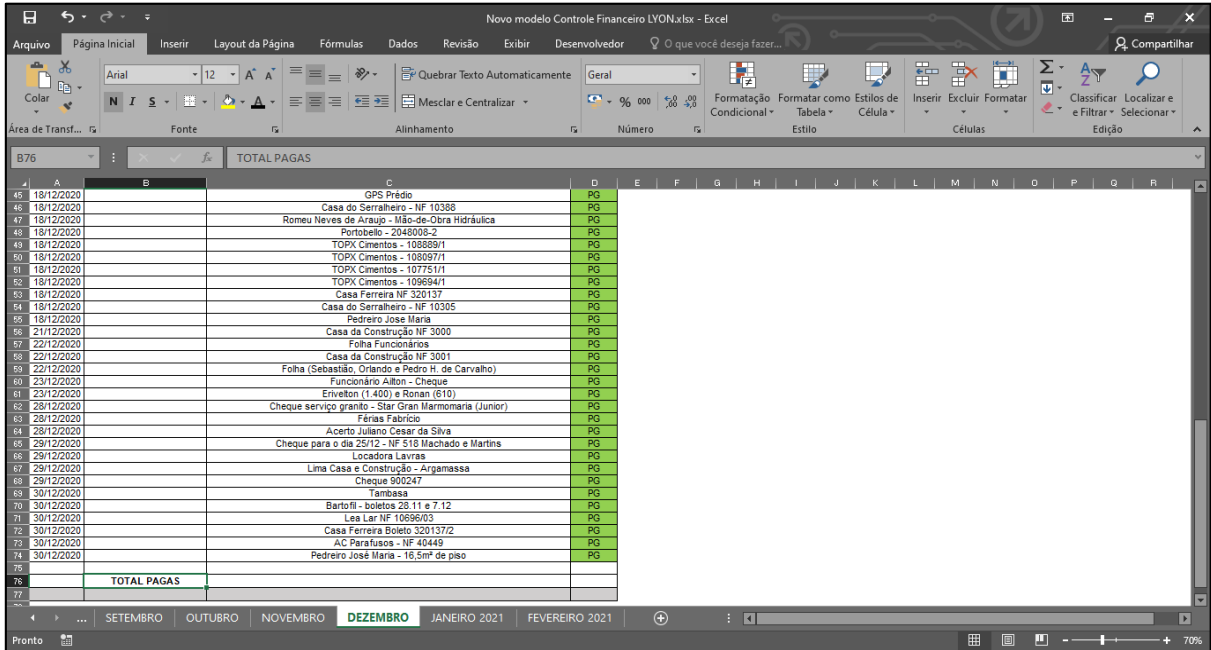 Novo modelo Controle Financeiro LYON.xlsx - Excel
Arquivo Página Inicial Inserir Layout da Página Fórmulas Dados Revisão Exibir Desenvolvedor O que você deseja fazer... Compartilhar
Arial 12 A A Quebrar Texto Automaticamente Geral
Colar N I S A Mesclar e Centralizar % 000 Formatação Condicional Formatar como Tabela Estilos de Célula Inserir Excluir Formatar Classificar e Filtrar Localizar e Selecionar
Área de Transf... Fonte Alinhamento Número Estilo Células Edição
B76 fx TOTAL PAGAS
A B C D E F G H I J K L M N O P Q R
45 18/12/2020 GPS Prédio PG
46 18/12/2020 Casa do Serralheiro - NF 10388 PG
47 18/12/2020 Romeu Neves de Araujo - Mão-de-Obra Hidráulica PG
48 18/12/2020 Portobello - 2048008-2 PG
49 18/12/2020 TOPX Cimentos - 108889/1 PG
50 18/12/2020 TOPX Cimentos - 108097/1 PG
51 18/12/2020 TOPX Cimentos - 107751/1 PG
52 18/12/2020 TOPX Cimentos - 109694/1 PG
53 18/12/2020 Casa Ferreira NF 320137 PG
54 18/12/2020 Casa do Serralheiro - NF 10305 PG
55 18/12/2020 Pedreiro Jose Maria PG
56 21/12/2020 Casa da Construção NF 3000 PG
57 22/12/2020 Folha Funcionários PG
58 22/12/2020 Casa da Construção NF 3001 PG
59 22/12/2020 Folha (Sebastião, Orlando e Pedro H. de Carvalho) PG
60 23/12/2020 Funcionário Ailton - Cheque PG
61 23/12/2020 Erivelton (1.400) e Ronan (610) PG
62 28/12/2020 Cheque serviço granito - Star Gran Marmomaria (Junior) PG
63 28/12/2020 Férias Fabrício PG
64 28/12/2020 Acerto Juliano Cesar da Silva PG
65 29/12/2020 Cheque para o dia 25/12 - NF 518 Machado e Martins PG
66 29/12/2020 Locadora Lavras PG
67 29/12/2020 Lima Casa e Construção - Argamassa PG
68 29/12/2020 Cheque 900247 PG
69 30/12/2020 Tambasa PG
70 30/12/2020 Bartofil - boletos 28.11 e 7.12 PG
71 30/12/2020 Lea Lar NF 10696/03 PG
72 30/12/2020 Casa Ferreira Boleto 320137/2 PG
73 30/12/2020 AC Parafusos - NF 40449 PG
74 30/12/2020 Pedreiro José Maria - 16,5m² de piso PG
75
76 TOTAL PAGAS
77
... SETEMBRO OUTUBRO NOVEMBRO DEZEMBRO JANEIRO 2021 FEVEREIRO 2021
Pronto 70%